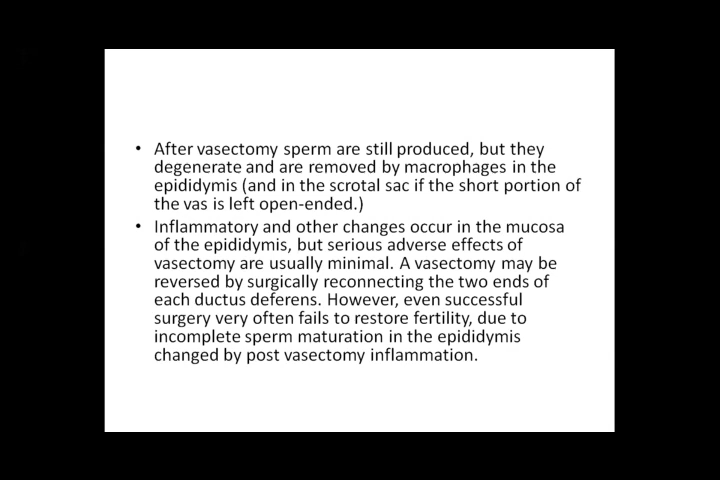 • After vasectomy sperm are still produced, but they
degenerate and are removed by macrophages in the
epididymis (and in the scrotal sac if the short portion of
the vas is left open-ended.)
• Inflammatory and other changes occur in the mucosa
of the epididymis, but serious adverse effects of
vasectomy are usually minimal. A vasectomy may be
reversed by surgically reconnecting the two ends of
each ductus deferens. However, even successful
surgery very often fails to restore fertility, due to
incomplete sperm maturation in the epididymis
changed by post vasectomy inflammation.